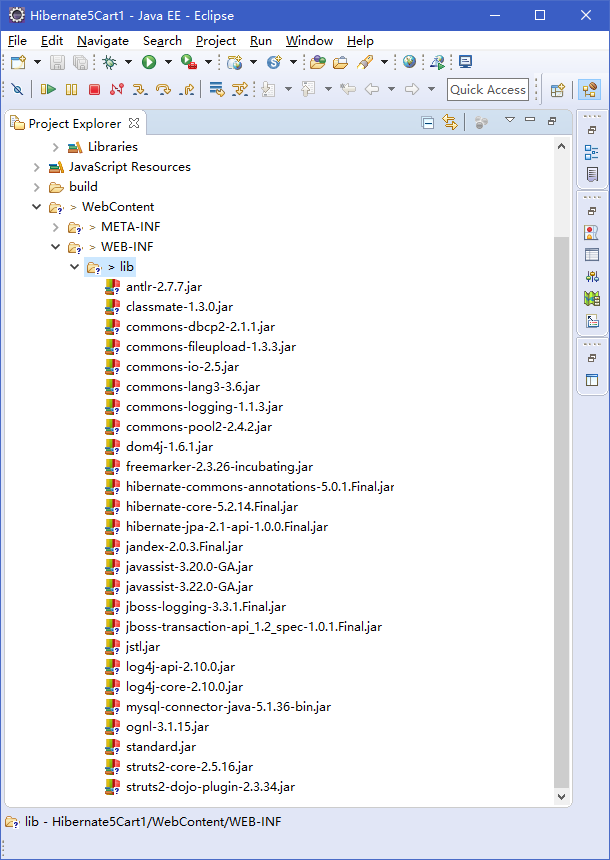 Hibernate5Cart1 - Java EE - Eclipse
File Edit Navigate Search Project Run Window Help
Quick Access
Project Explorer
Libraries
JavaScript Resources
build
> WebContent
> META-INF
> WEB-INF
> lib
antlr-2.7.7.jar
classmate-1.3.0.jar
commons-dbcp2-2.1.1.jar
commons-fileupload-1.3.3.jar
commons-io-2.5.jar
commons-lang3-3.6.jar
commons-logging-1.1.3.jar
commons-pool2-2.4.2.jar
dom4j-1.6.1.jar
freemarker-2.3.26-incubating.jar
hibernate-commons-annotations-5.0.1.Final.jar
hibernate-core-5.2.14.Final.jar
hibernate-jpa-2.1-api-1.0.0.Final.jar
jandex-2.0.3.Final.jar
javassist-3.20.0-GA.jar
javassist-3.22.0-GA.jar
jboss-logging-3.3.1.Final.jar
jboss-transaction-api_1.2_spec-1.0.1.Final.jar
jstl.jar
log4j-api-2.10.0.jar
log4j-core-2.10.0.jar
mysql-connector-java-5.1.36-bin.jar
ognl-3.1.15.jar
standard.jar
struts2-core-2.5.16.jar
struts2-dojo-plugin-2.3.34.jar
lib - Hibernate5Cart1/WebContent/WEB-INF